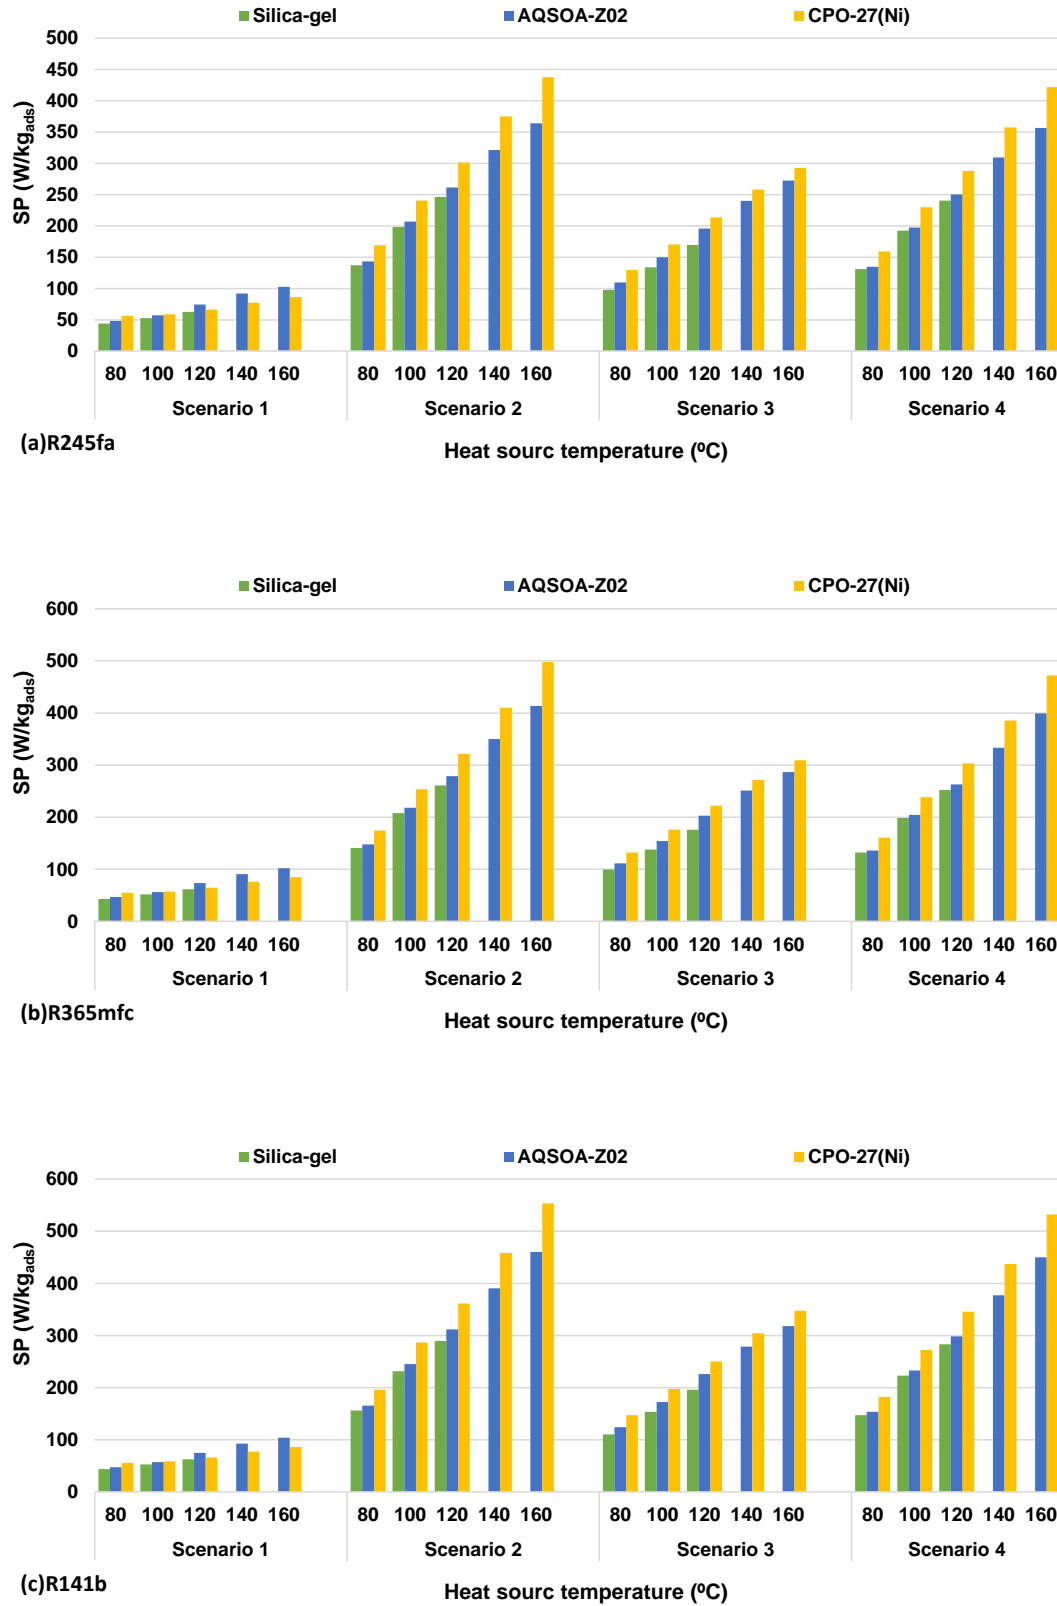 Silica-gel AQSOA-Z02 CPO-27(Ni)
500
450
400
350
300
250
200
150
100
50
0
SP (W/kgads)
80 100 120 140 160 80 100 120 140 160 80 100 120 140 160 80 100 120 140 160
Scenario 1 Scenario 2 Scenario 3 Scenario 4
(a)R245fa
Heat sourc temperature (⁰C)
Silica-gel AQSOA-Z02 CPO-27(Ni)
600
500
400
300
200
100
0
SP (W/kgads)
80 100 120 140 160 80 100 120 140 160 80 100 120 140 160 80 100 120 140 160
Scenario 1 Scenario 2 Scenario 3 Scenario 4
(b)R365mfc
Heat sourc temperature (⁰C)
Silica-gel AQSOA-Z02 CPO-27(Ni)
600
500
400
300
200
100
0
SP (W/kgads)
80 100 120 140 160 80 100 120 140 160 80 100 120 140 160 80 100 120 140 160
Scenario 1 Scenario 2 Scenario 3 Scenario 4
(c)R141b
Heat sourc temperature (⁰C)